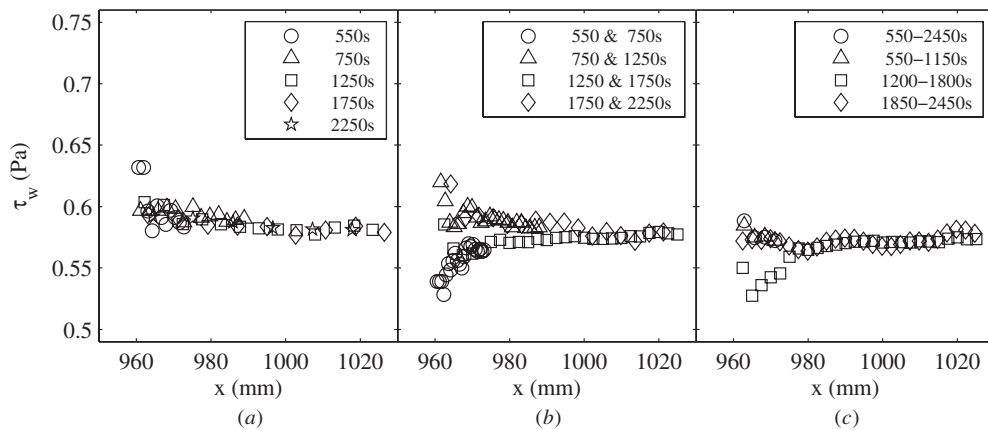 0.75
0.7
0.65
0.6
0.55
0.5
τ_w (Pa)
550s
750s
1250s
1750s
2250s
550 & 750s
750 & 1250s
1250 & 1750s
1750 & 2250s
550−2450s
550−1150s
1200−1800s
1850−2450s
960 980 1000 1020
960 980 1000 1020
960 980 1000 1020
x (mm)
x (mm)
x (mm)
(a)
(b)
(c)